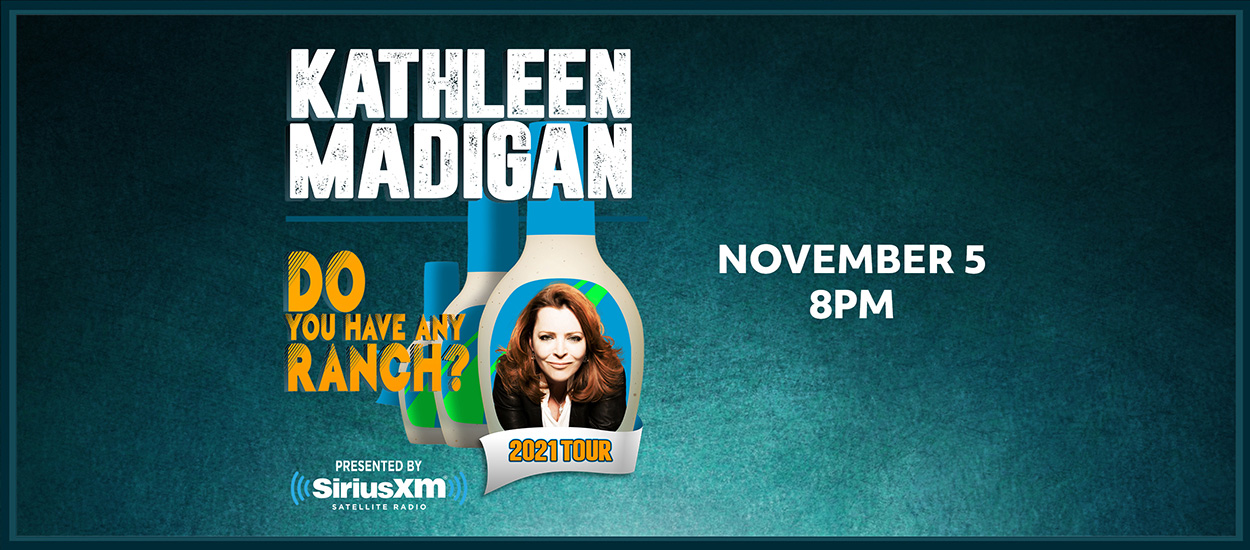 KATHLEEN
MADIGAN
DO
YOU HAVE ANY
RANCH?
2021 TOUR
PRESENTED BY
SiriusXM
SATELLITE RADIO
NOVEMBER 5
8PM